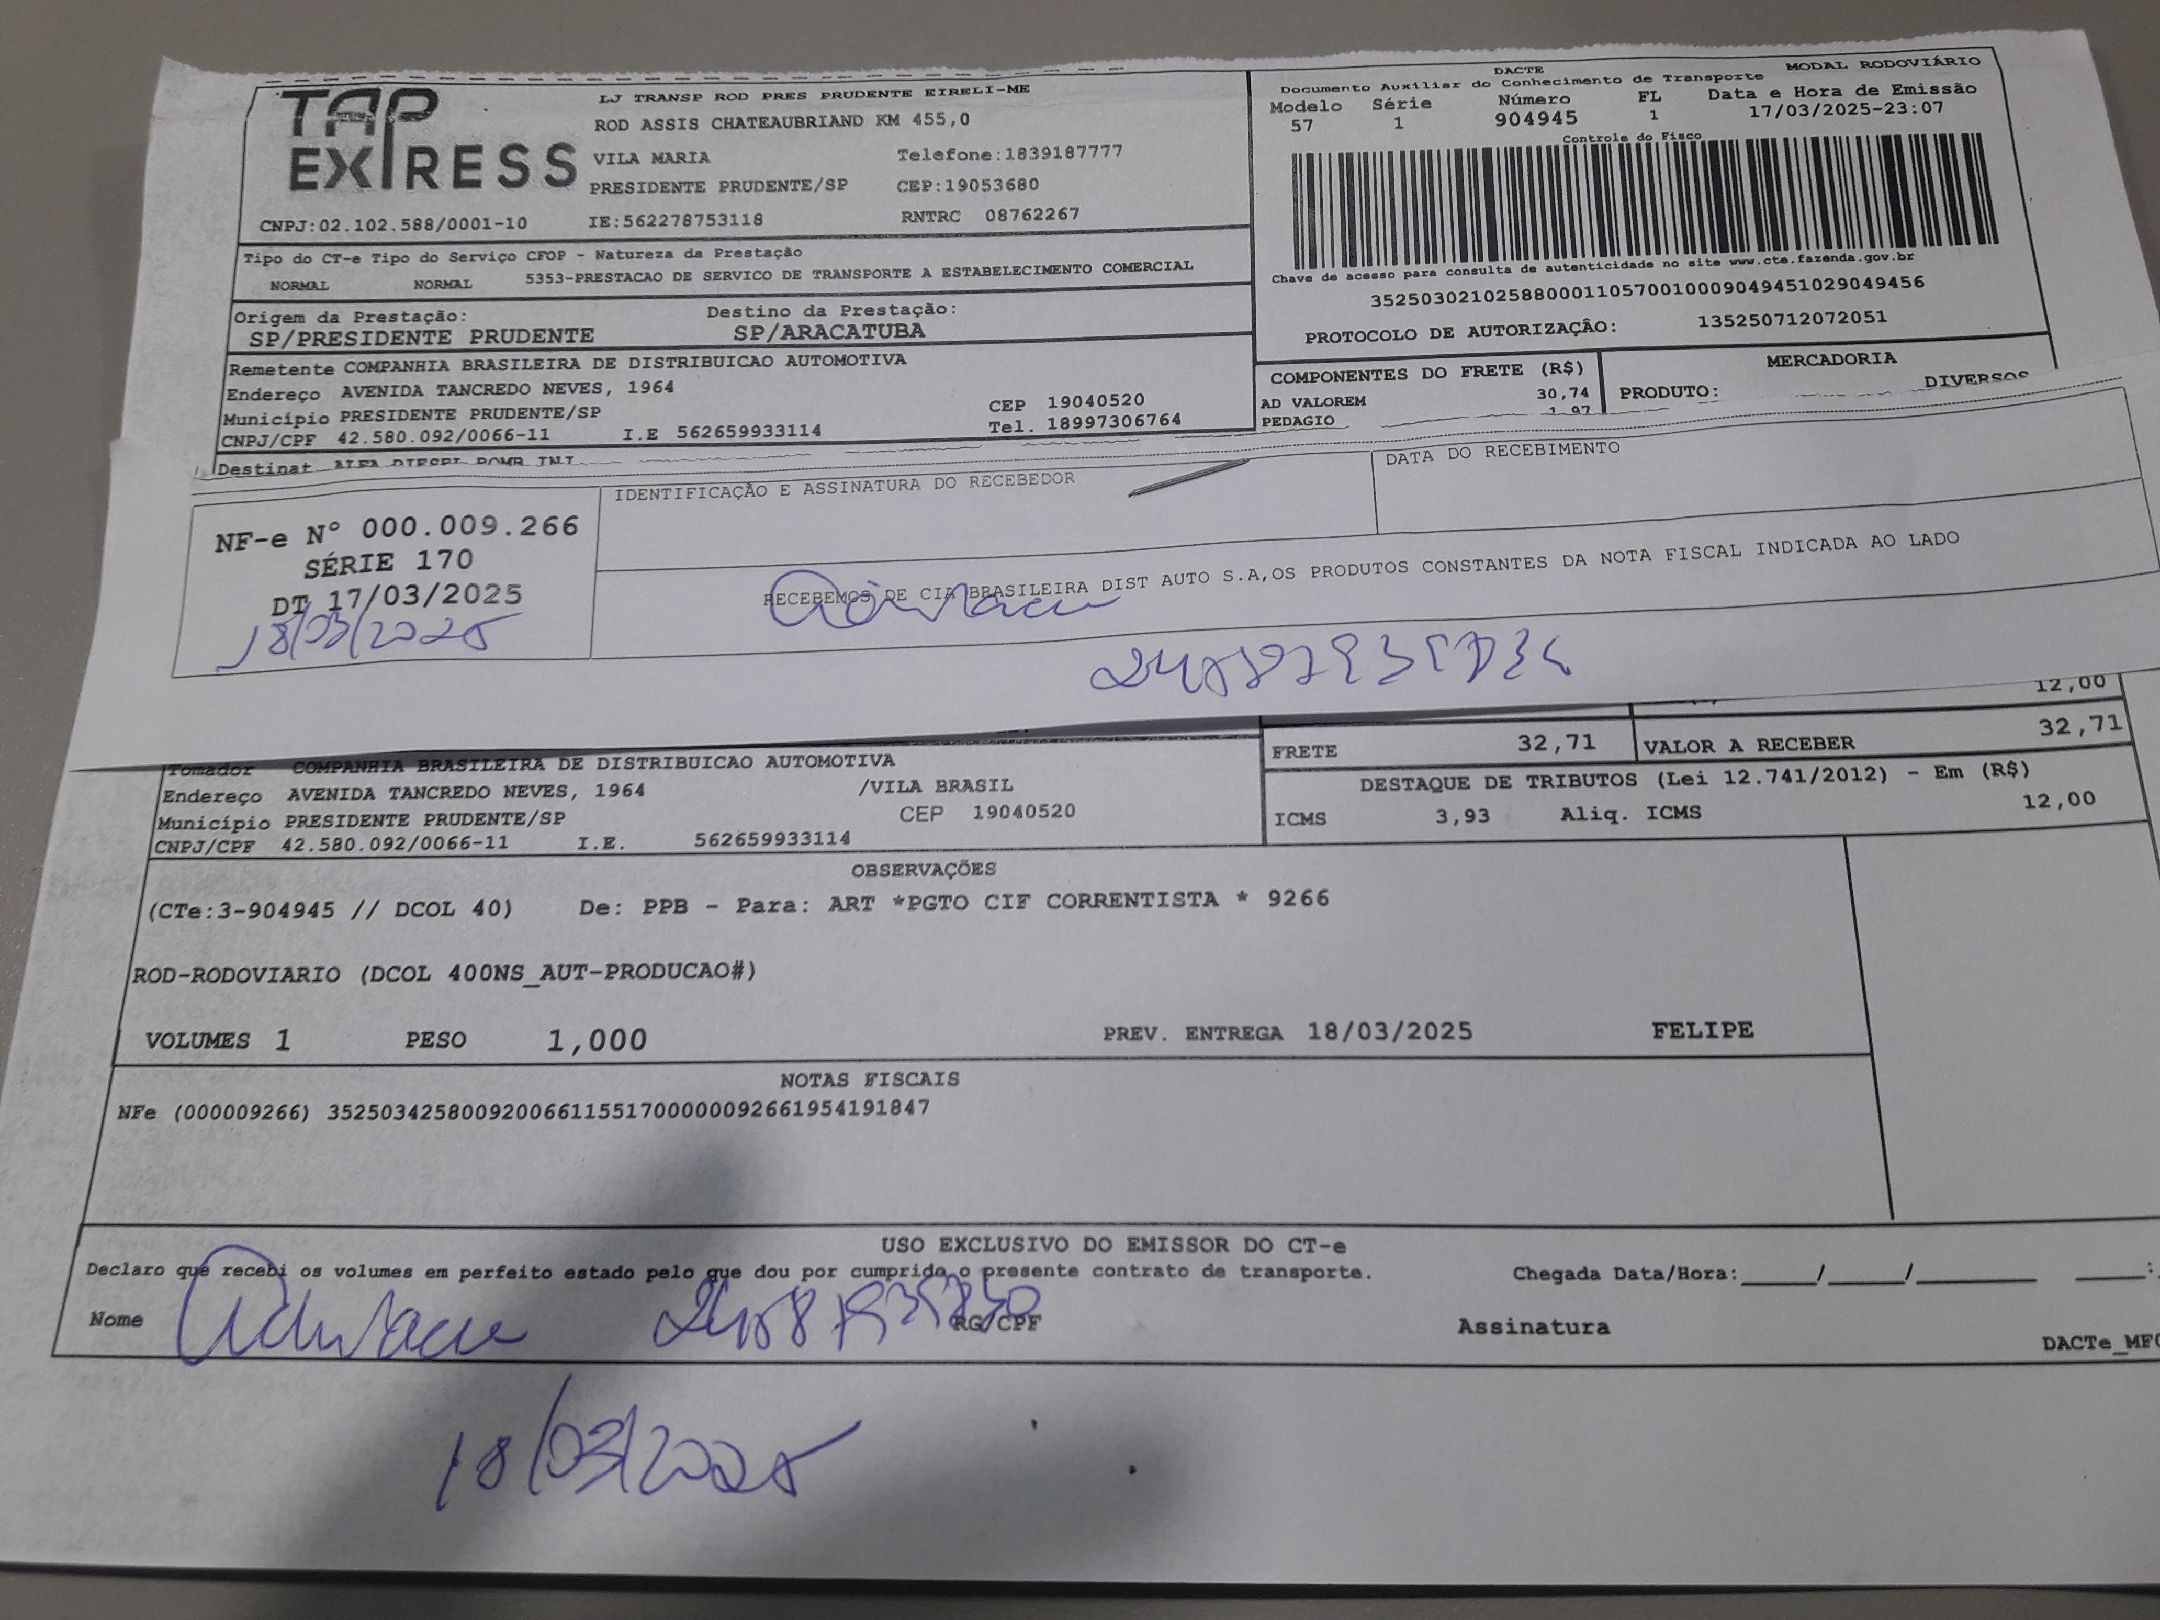 TAP EXPRESS
LJ TRANSP ROD PRES PRUDENTE EIRELI-ME
ROD ASSIS CHATEAUBRIAND KM 455,0
VILA MARIA Telefone:1839187777
PRESIDENTE PRUDENTE/SP CEP:19053680
CNPJ:02.102.588/0001-10 IE:562278753118 RNTRC 08762267
DACTE MODAL RODOVIÁRIO
Documento Auxiliar do Conhecimento de Transporte
Modelo Série Número FL Data e Hora de Emissão
57 1 904945 1 17/03/2025-23:07
Controle do Fisco
Chave de acesso para consulta de autenticidade no site www.cte.fazenda.gov.br
35250302102588000110570010009049451029049456
PROTOCOLO DE AUTORIZAÇÃO: 135250712072051
Tipo do CT-e Tipo do Serviço CFOP - Natureza da Prestação
NORMAL NORMAL 5353-PRESTACAO DE SERVICO DE TRANSPORTE A ESTABELECIMENTO COMERCIAL
Origem da Prestação: Destino da Prestação:
SP/PRESIDENTE PRUDENTE SP/ARACATUBA
Remetente COMPANHIA BRASILEIRA DE DISTRIBUICAO AUTOMOTIVA
Endereço AVENIDA TANCREDO NEVES, 1964
Município PRESIDENTE PRUDENTE/SP CEP 19040520
CNPJ/CPF 42.580.092/0066-11 I.E 562659933114 Tel. 18997306764
COMPONENTES DO FRETE (R$) MERCADORIA
AD VALOREM 30,74 PRODUTO: DIVERSOS
PEDAGIO 1,97
Destinat ALFA DIESEL BOMB INJ
IDENTIFICAÇÃO E ASSINATURA DO RECEBEDOR DATA DO RECEBIMENTO
NF-e Nº 000.009.266
SÉRIE 170
DT 17/03/2025
18/03/2025
RECEBEMOS DE CIA BRASILEIRA DIST AUTO S.A,OS PRODUTOS CONSTANTES DA NOTA FISCAL INDICADA AO LADO
12,00
FRETE 32,71 VALOR A RECEBER 32,71
Tomador COMPANHIA BRASILEIRA DE DISTRIBUICAO AUTOMOTIVA
Endereço AVENIDA TANCREDO NEVES, 1964 /VILA BRASIL
Município PRESIDENTE PRUDENTE/SP CEP 19040520
CNPJ/CPF 42.580.092/0066-11 I.E. 562659933114
DESTAQUE DE TRIBUTOS (Lei 12.741/2012) - Em (R$)
ICMS 3,93 Aliq. ICMS 12,00
OBSERVAÇÕES
(CTe:3-904945 // DCOL 40) De: PPB - Para: ART *PGTO CIF CORRENTISTA * 9266
ROD-RODOVIARIO (DCOL 400NS_AUT-PRODUCAO#)
VOLUMES 1 PESO 1,000 PREV. ENTREGA 18/03/2025 FELIPE
NOTAS FISCAIS
NFe (000009266) 35250342580092006611551700000092661954191847
USO EXCLUSIVO DO EMISSOR DO CT-e
Declaro que recebi os volumes em perfeito estado pelo que dou por cumprido o presente contrato de transporte. Chegada Data/Hora:_____/_____/________ ____:
Nome RG/CPF Assinatura
18/03/2025